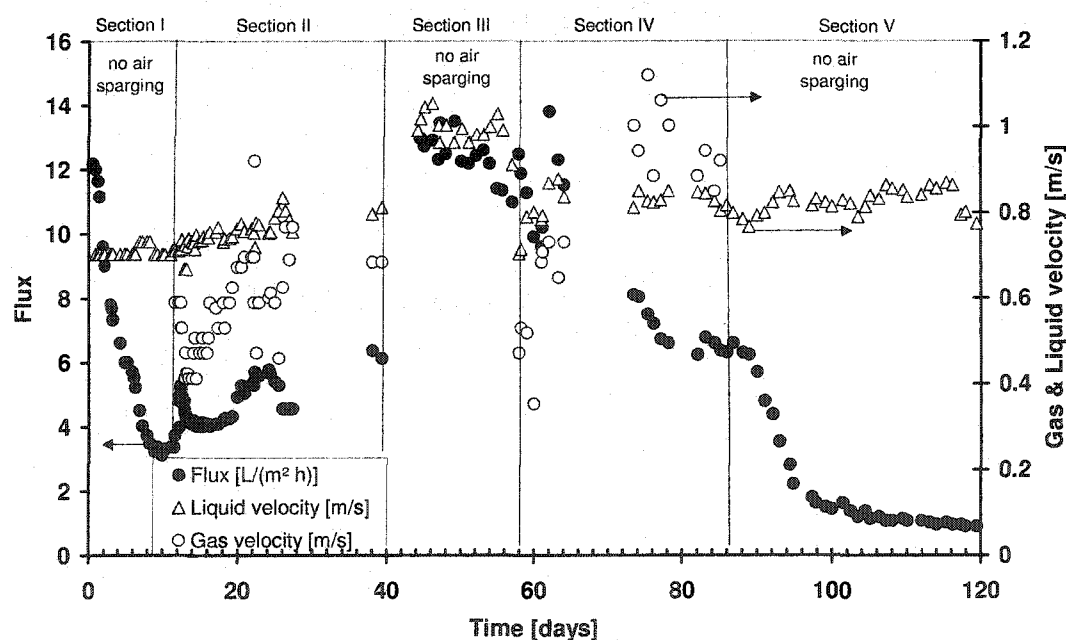 Section I Section II Section III Section IV Section V
16 1.2
no air sparging
no air sparging
no air sparging
14
12 1
10 0.8
8 0.6
6
4 0.4
2 0.2
0 0
Flux
Gas & Liquid velocity [m/s]
Flux [L/(m² h)]
Liquid velocity [m/s]
Gas velocity [m/s]
0 20 40 60 80 100 120
Time [days]